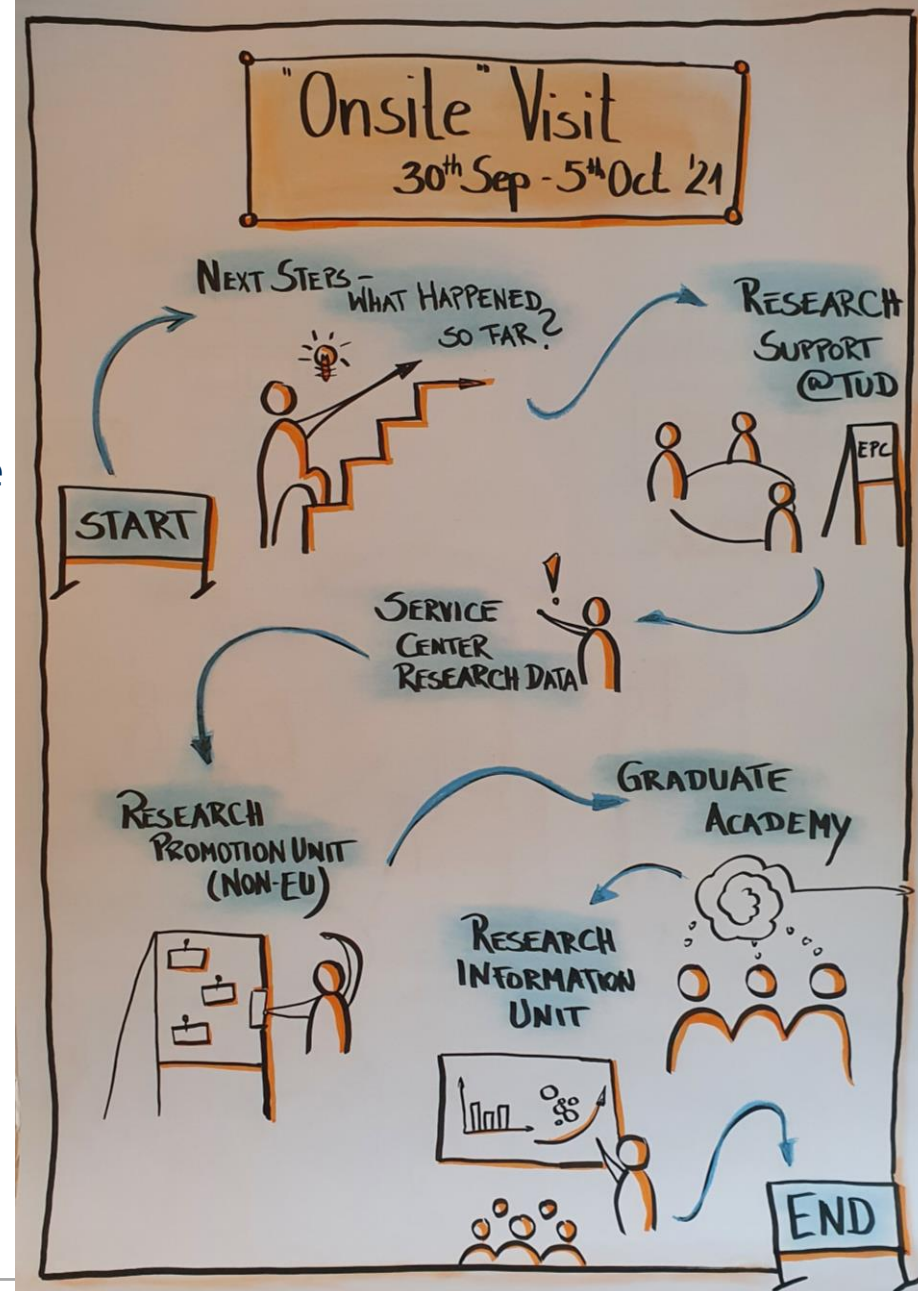 "Onsite" Visit
30th Sep - 5th Oct '21
NEXT STEPS -
WHAT HAPPENED
SO FAR?
RESEARCH
SUPPORT
@TUD
EPC
START
SERVICE
CENTER
RESEARCH DATA
RESEARCH
PROMOTION UNIT
(NON-EU)
GRADUATE
ACADEMY
RESEARCH
INFORMATION
UNIT
END